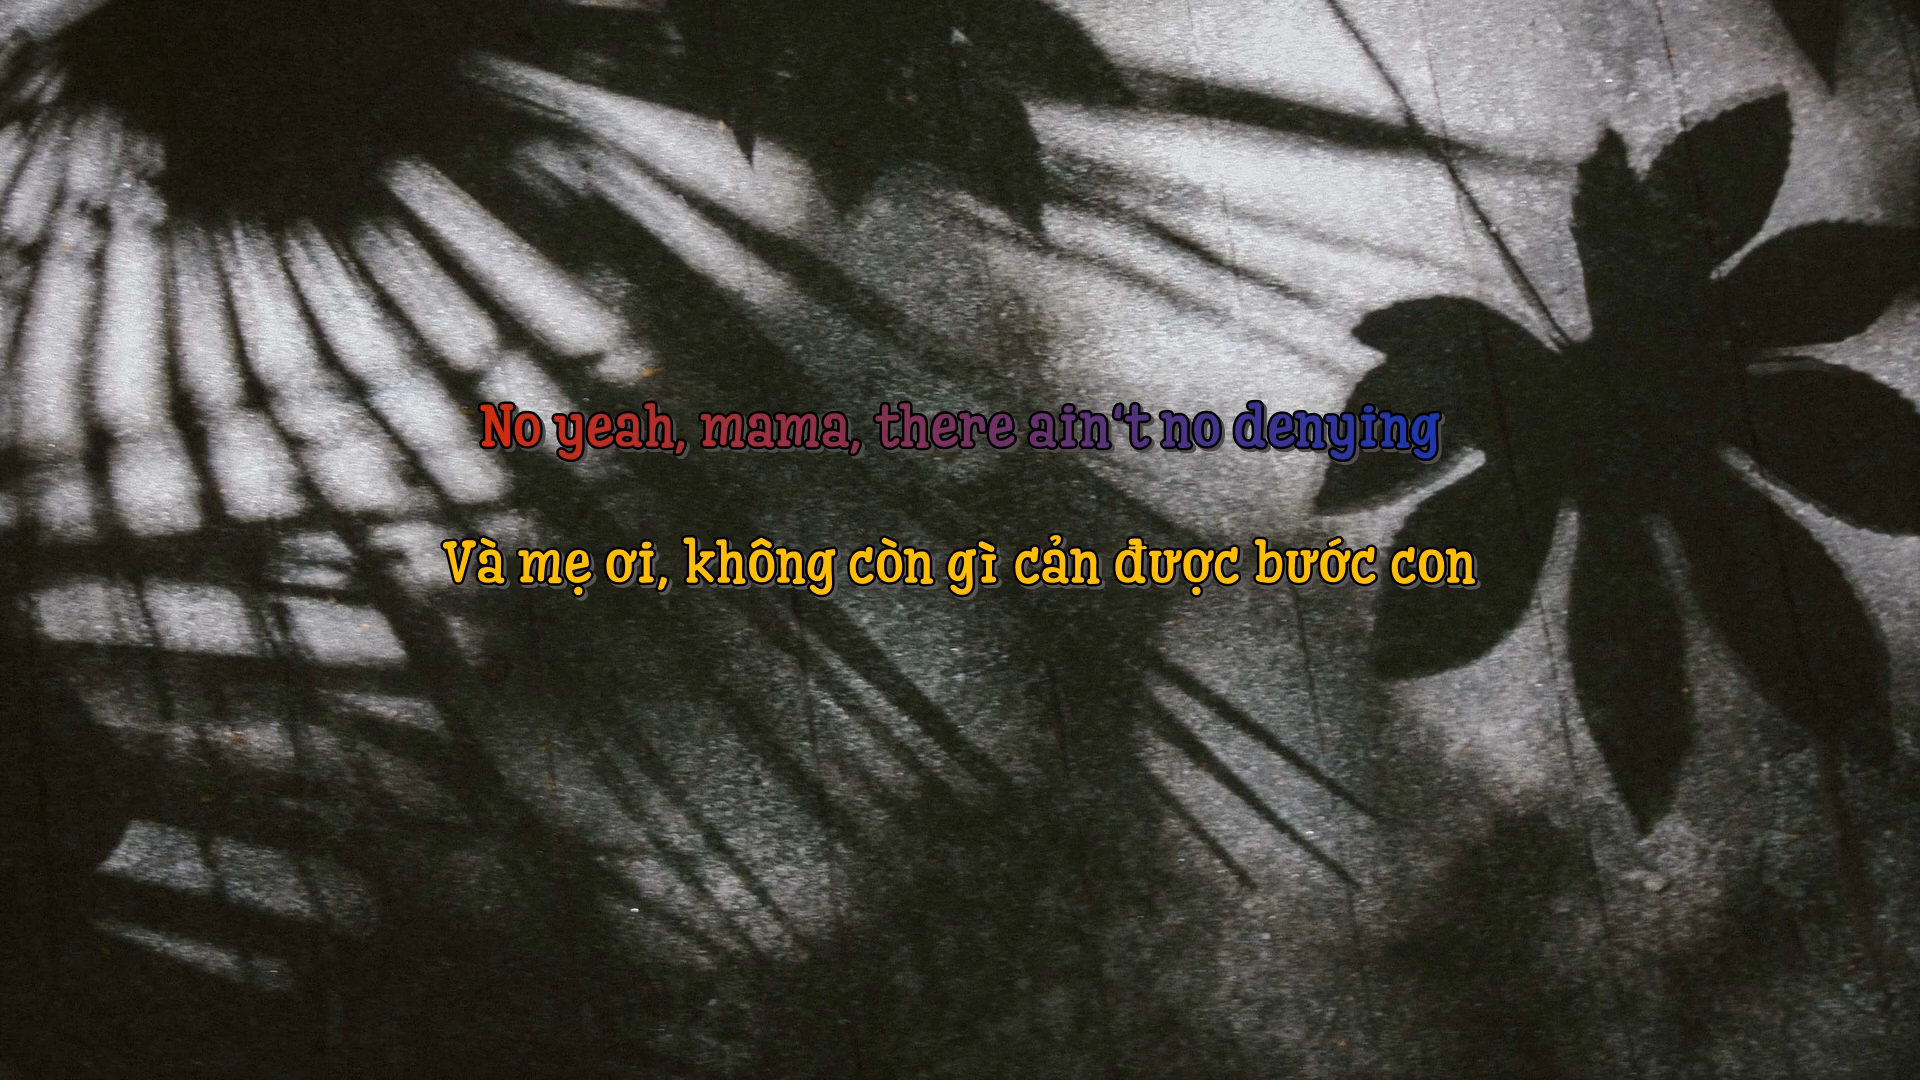 No yeah, mama, there ain't no denying
Và mẹ ơi, không còn gì cản được bước con